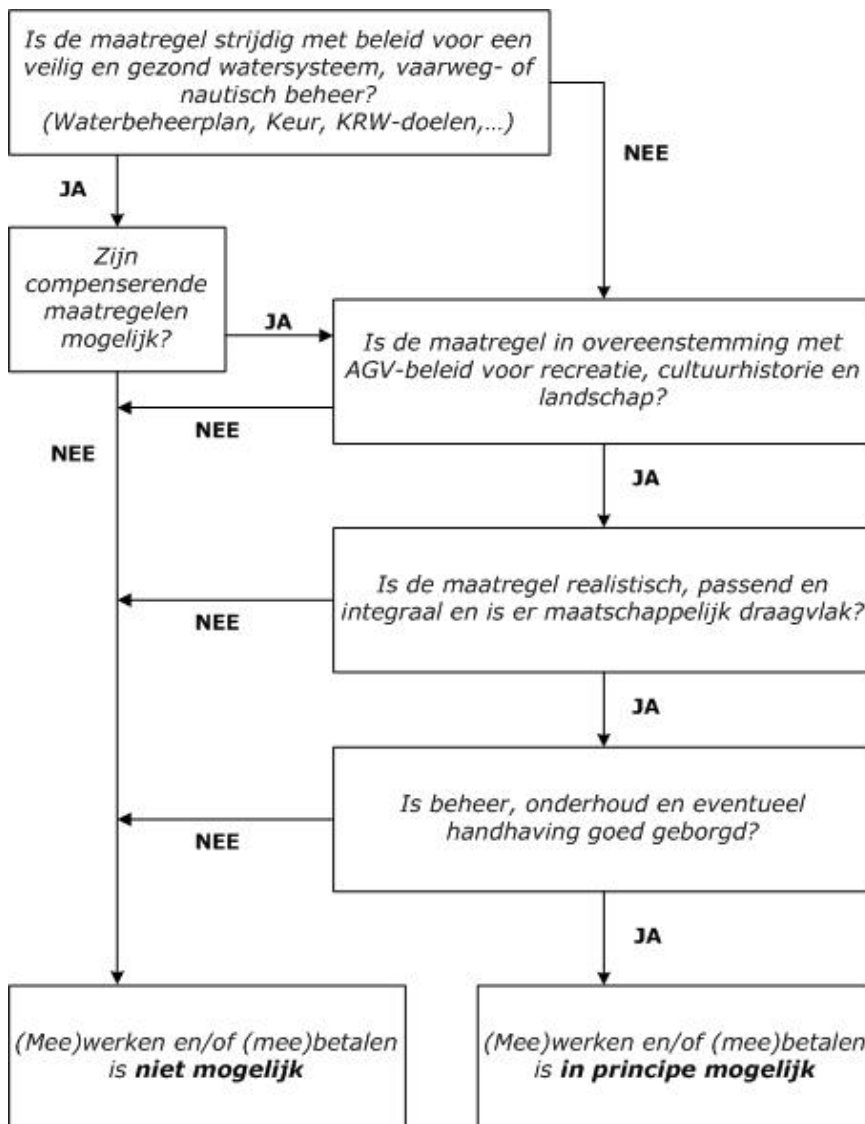 Is de maatregel strijdig met beleid voor een
veilig en gezond watersysteem, vaarweg- of
nautisch beheer?
(Waterbeheerplan, Keur, KRW-doelen,...)
NEE
JA
Zijn
compenserende
maatregelen
mogelijk?
JA
Is de maatregel in overeenstemming met
AGV-beleid voor recreatie, cultuurhistorie en
landschap?
NEE
NEE
JA
Is de maatregel realistisch, passend en
integraal en is er maatschappelijk draagvlak?
NEE
JA
Is beheer, onderhoud en eventueel
handhaving goed geborgd?
NEE
JA
(Mee)werken en/of (mee)betalen
is niet mogelijk
(Mee)werken en/of (mee)betalen
is in principe mogelijk